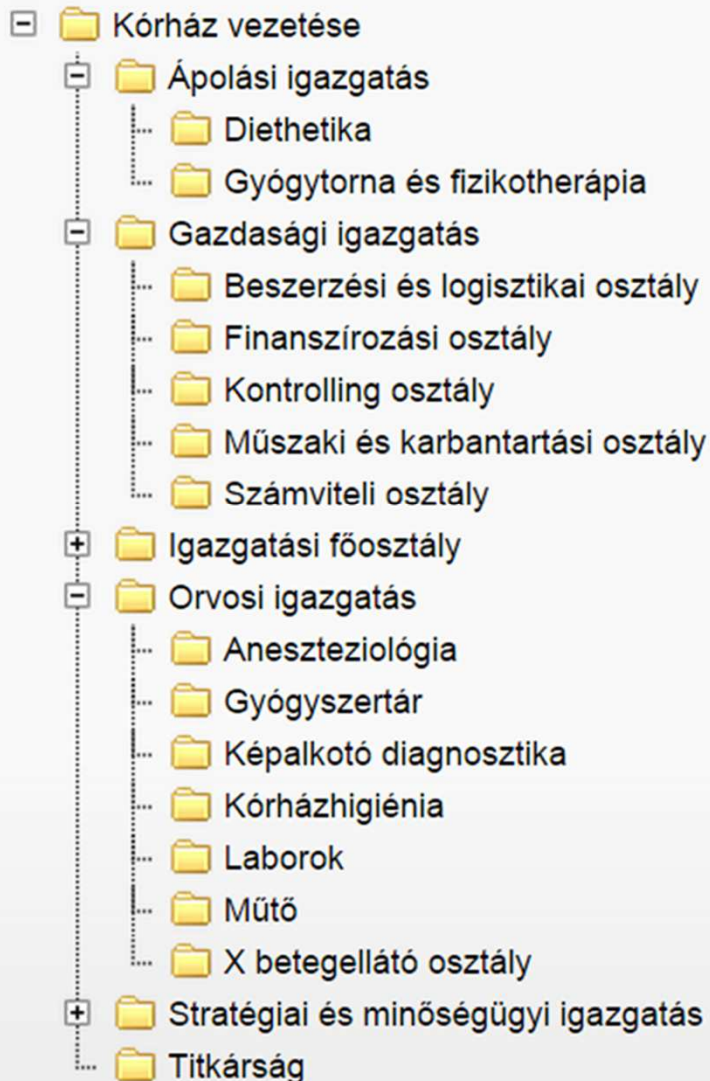 Kórház vezetése
Ápolási igazgatás
Diethetika
Gyógytorna és fizikotherápia
Gazdasági igazgatás
Beszerzési és logisztikai osztály
Finanszírozási osztály
Kontrolling osztály
Műszaki és karbantartási osztály
Számviteli osztály
Igazgatási főosztály
Orvosi igazgatás
Aneszteziológia
Gyógyszertár
Képalkotó diagnosztika
Kórházhigiénia
Laborok
Műtő
X betegellátó osztály
Stratégiai és minőségügyi igazgatás
Titkárság